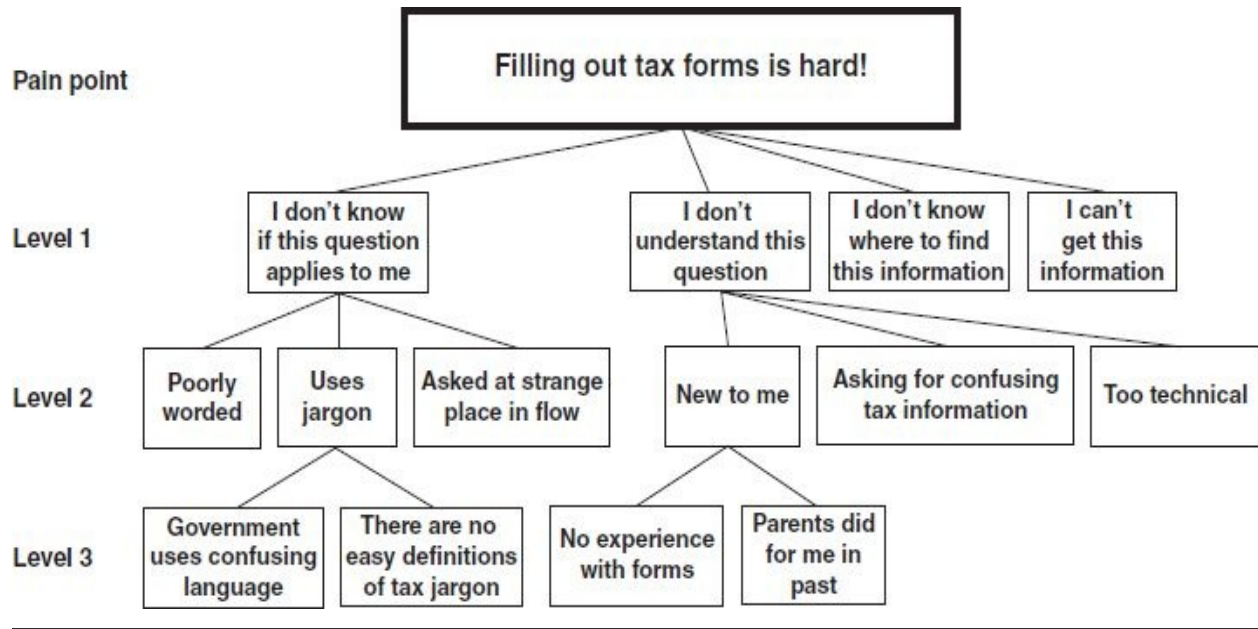 Pain point
Filling out tax forms is hard!
Level 1
I don't know
if this question
applies to me
I don't
understand this
question
I don't know
where to find
this information
I can't
get this
information
Level 2
Poorly
worded
Uses
jargon
Asked at strange
place in flow
New to me
Asking for confusing
tax information
Too technical
Level 3
Government
uses confusing
language
There are no
easy definitions
of tax jargon
No experience
with forms
Parents did
for me in
past